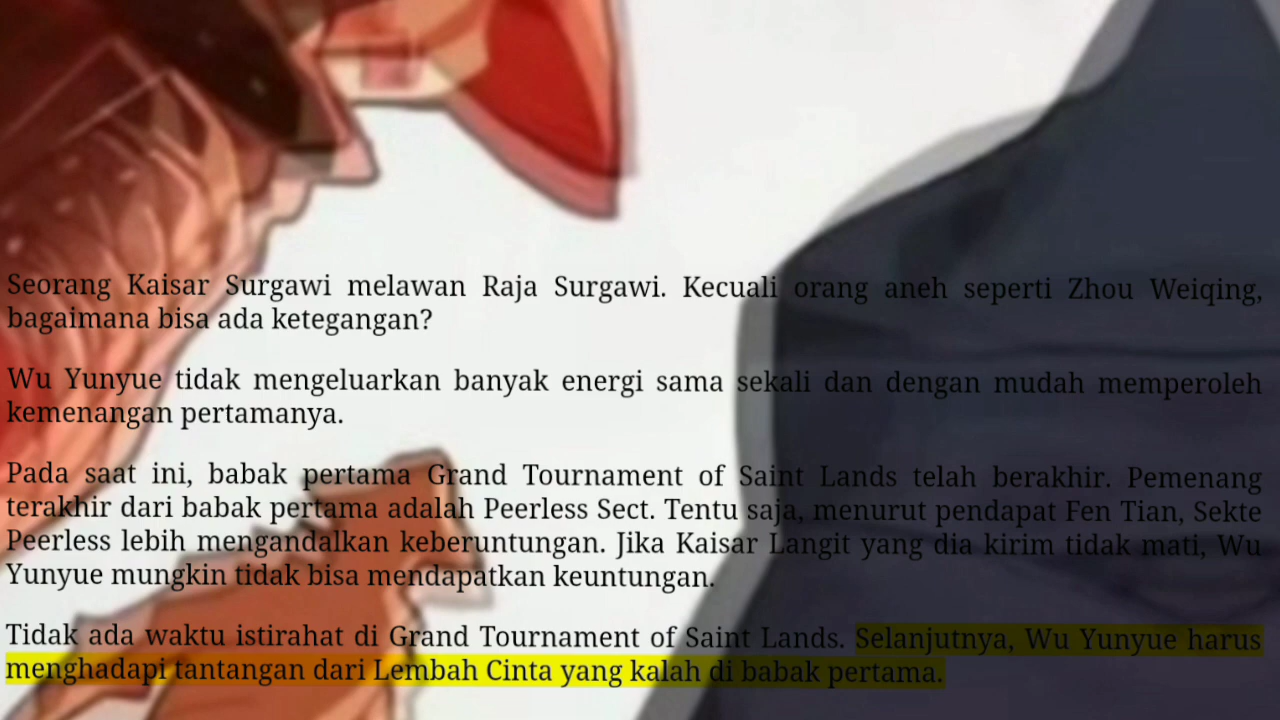 Seorang Kaisar Surgawi melawan Raja Surgawi. Kecuali orang aneh seperti Zhou Weiqing,
bagaimana bisa ada ketegangan?
Wu Yunyue tidak mengeluarkan banyak energi sama sekali dan dengan mudah memperoleh
kemenangan pertamanya.
Pada saat ini, babak pertama Grand Tournament of Saint Lands telah berakhir. Pemenang
terakhir dari babak pertama adalah Peerless Sect. Tentu saja, menurut pendapat Fen Tian, Sekte
Peerless lebih mengandalkan keberuntungan. Jika Kaisar Langit yang dia kirim tidak mati, Wu
Yunyue mungkin tidak bisa mendapatkan keuntungan.
Tidak ada waktu istirahat di Grand Tournament of Saint Lands. Selanjutnya, Wu Yunyue harus
menghadapi tantangan dari Lembah Cinta yang kalah di babak pertama.